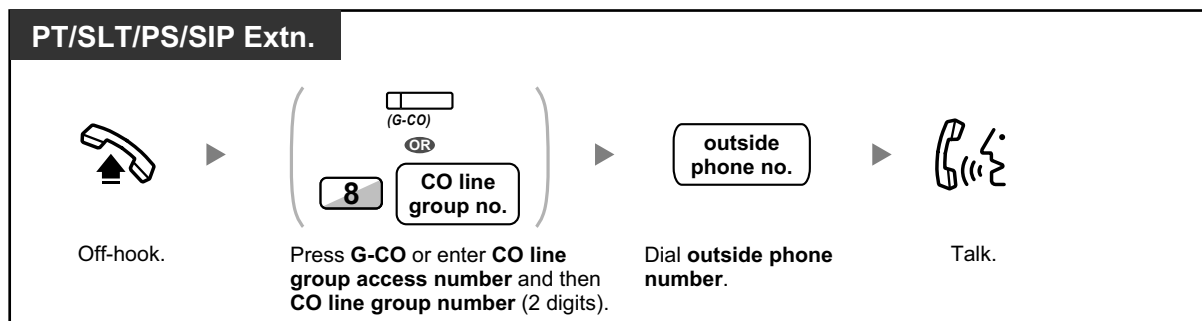 PT/SLT/PS/SIP Extn.
(G-CO)
OR
8
CO line
group no.
outside
phone no.
Off-hook.
Press G-CO or enter CO line
group access number and then
CO line group number (2 digits).
Dial outside phone
number.
Talk.